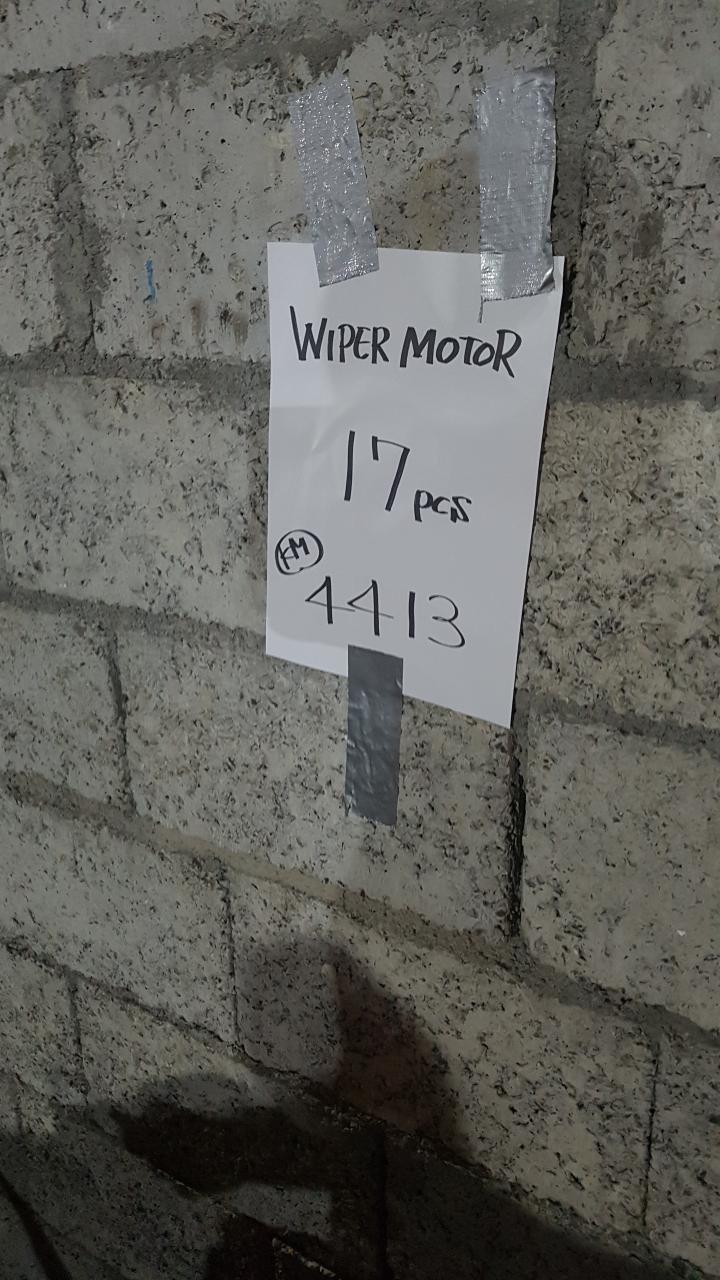 WIPER MOTOR
17 pcs
KM
4413